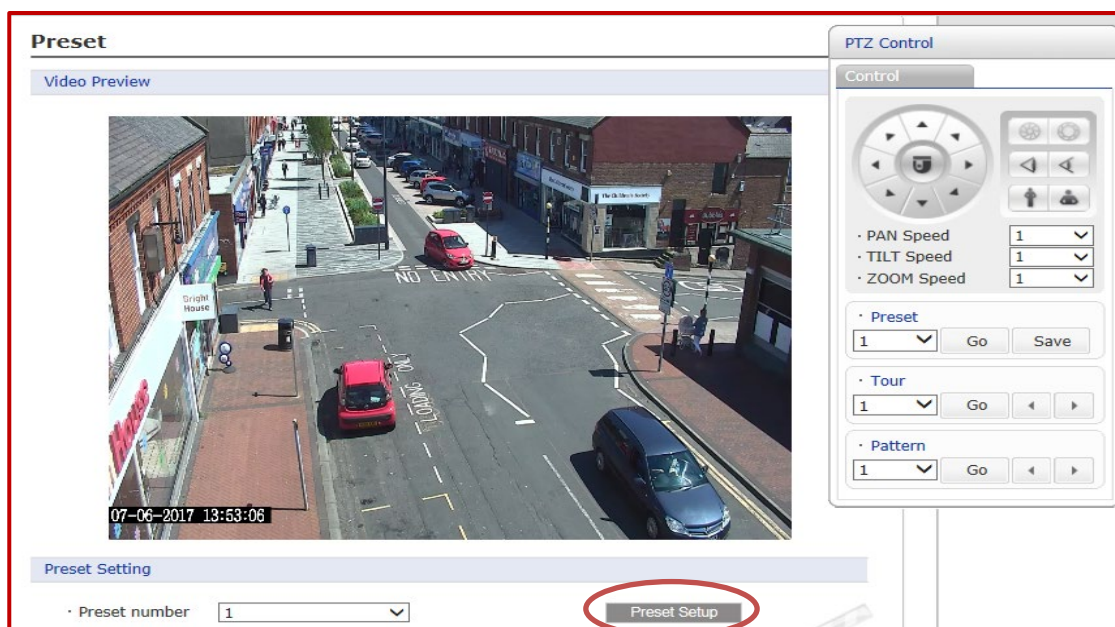 Preset
Video Preview
Bright
House
The Children's Society
NO ENTRY
LOADING ONLY
07-06-2017 13:53:06
Preset Setting
· Preset number 1 Preset Setup
PTZ Control
Control
· PAN Speed 1
· TILT Speed 1
· ZOOM Speed 1
· Preset
1 Go Save
· Tour
1 Go
· Pattern
1 Go